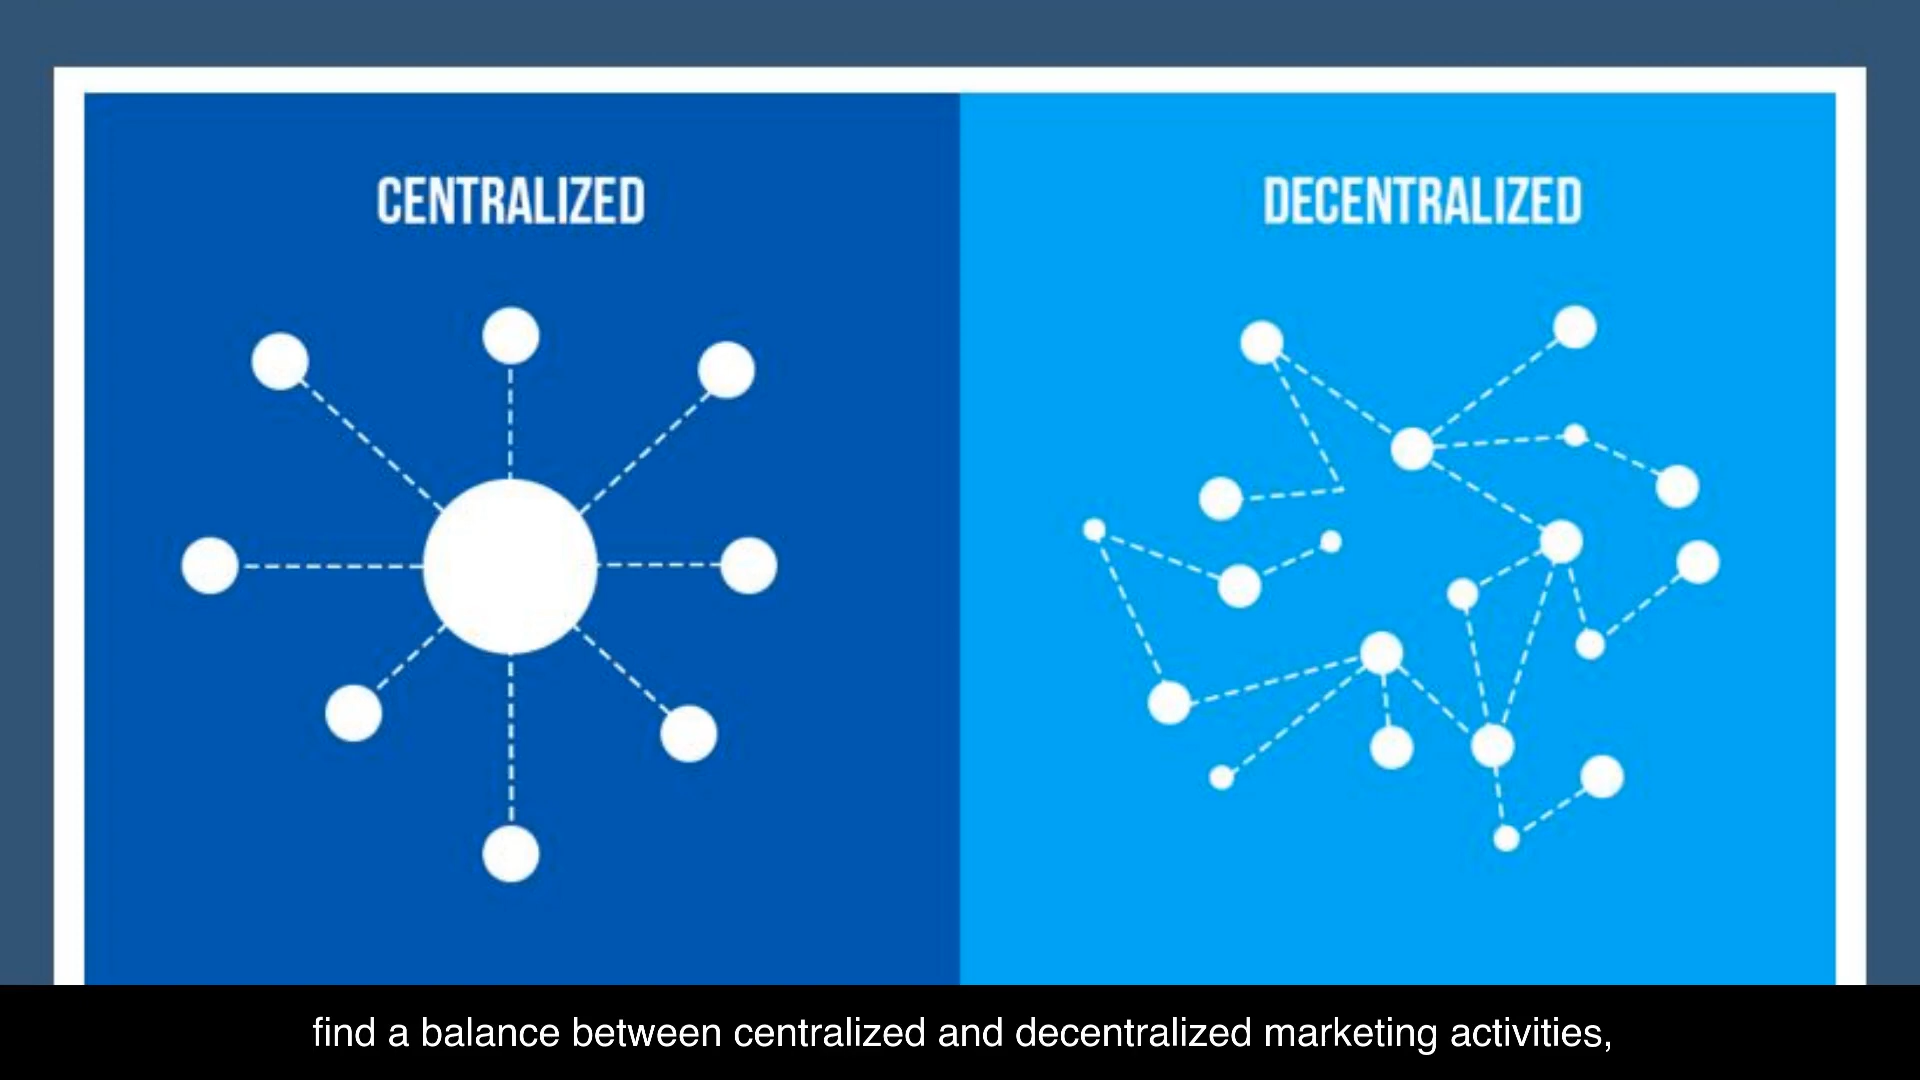 CENTRALIZED
DECENTRALIZED
find a balance between centralized and decentralized marketing activities,